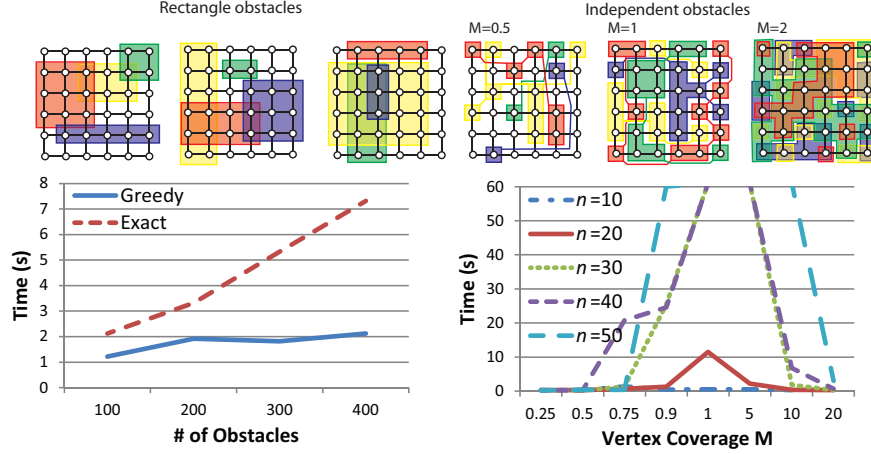 Rectangle obstacles
Independent obstacles
M=0.5
M=1
M=2
8
7
6
5
4
3
2
1
0
Time (s)
Greedy
Exact
100
200
300
400
# of Obstacles
60
50
40
30
20
10
0
Time (s)
n=10
n=20
n=30
n=40
n=50
0.25
0.5
0.75
0.9
1
5
10
20
Vertex Coverage M